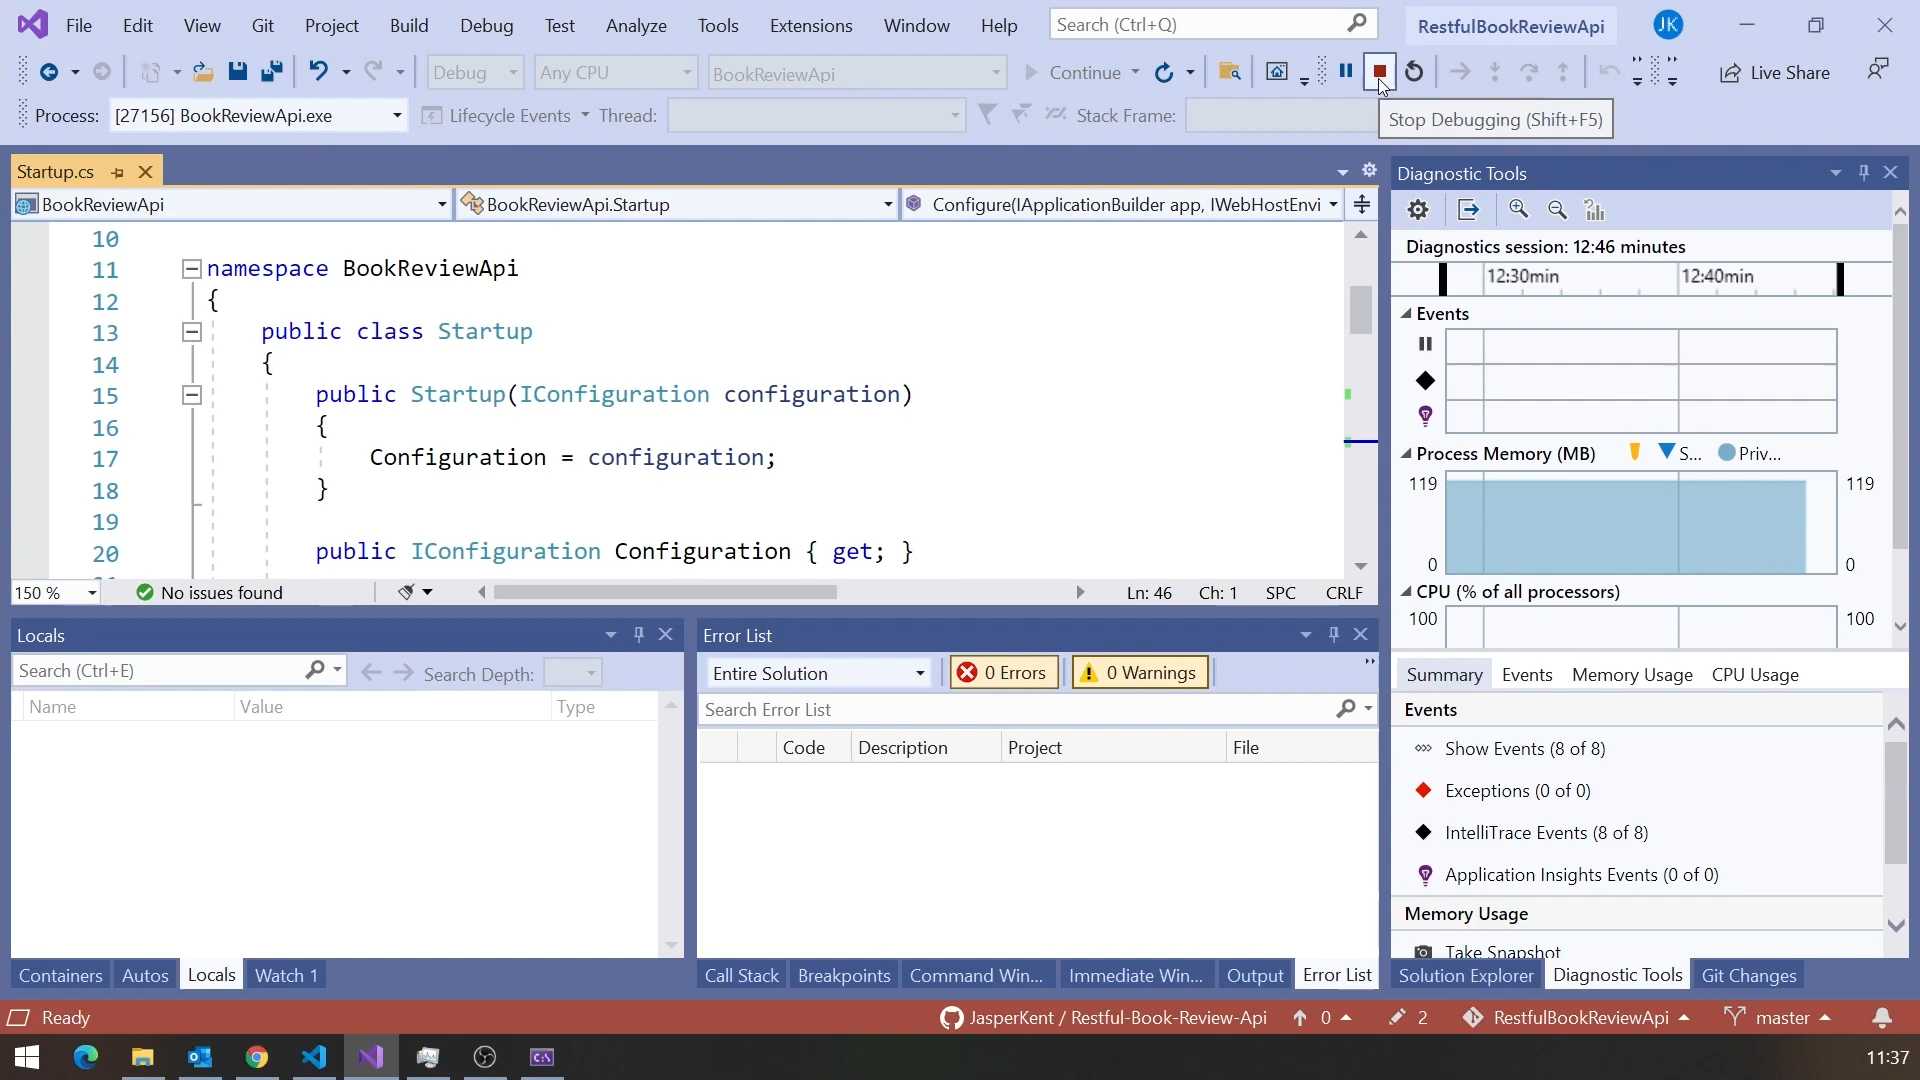 File Edit View Git Project Build Debug Test Analyze Tools Extensions Window Help Search (Ctrl+Q) RestfulBookReviewApi JK
Debug Any CPU BookReviewApi Continue Live Share
Process: [27156] BookReviewApi.exe Lifecycle Events Thread: Stack Frame:
Stop Debugging (Shift+F5)
Startup.cs
BookReviewApi BookReviewApi.Startup Configure(IApplicationBuilder app, IWebHostEnvi
10
11 namespace BookReviewApi
12 {
13 public class Startup
14 {
15 public Startup(IConfiguration configuration)
16 {
17 Configuration = configuration;
18 }
19
20 public IConfiguration Configuration { get; }
150 % No issues found Ln: 46 Ch: 1 SPC CRLF
Locals
Search (Ctrl+E) Search Depth:
Name Value Type
Containers Autos Locals Watch 1
Error List
Entire Solution 0 Errors 0 Warnings
Search Error List
Code Description Project File
Call Stack Breakpoints Command Win... Immediate Win... Output Error List
Diagnostic Tools
Diagnostics session: 12:46 minutes
12:30min 12:40min
Events
Process Memory (MB) S... Priv...
119 119
0 0
CPU (% of all processors)
100 100
Summary Events Memory Usage CPU Usage
Events
Show Events (8 of 8)
Exceptions (0 of 0)
IntelliTrace Events (8 of 8)
Application Insights Events (0 of 0)
Memory Usage
Take Snapshot
Solution Explorer Diagnostic Tools Git Changes
Ready JasperKent / Restful-Book-Review-Api 0 2 RestfulBookReviewApi master
11:37